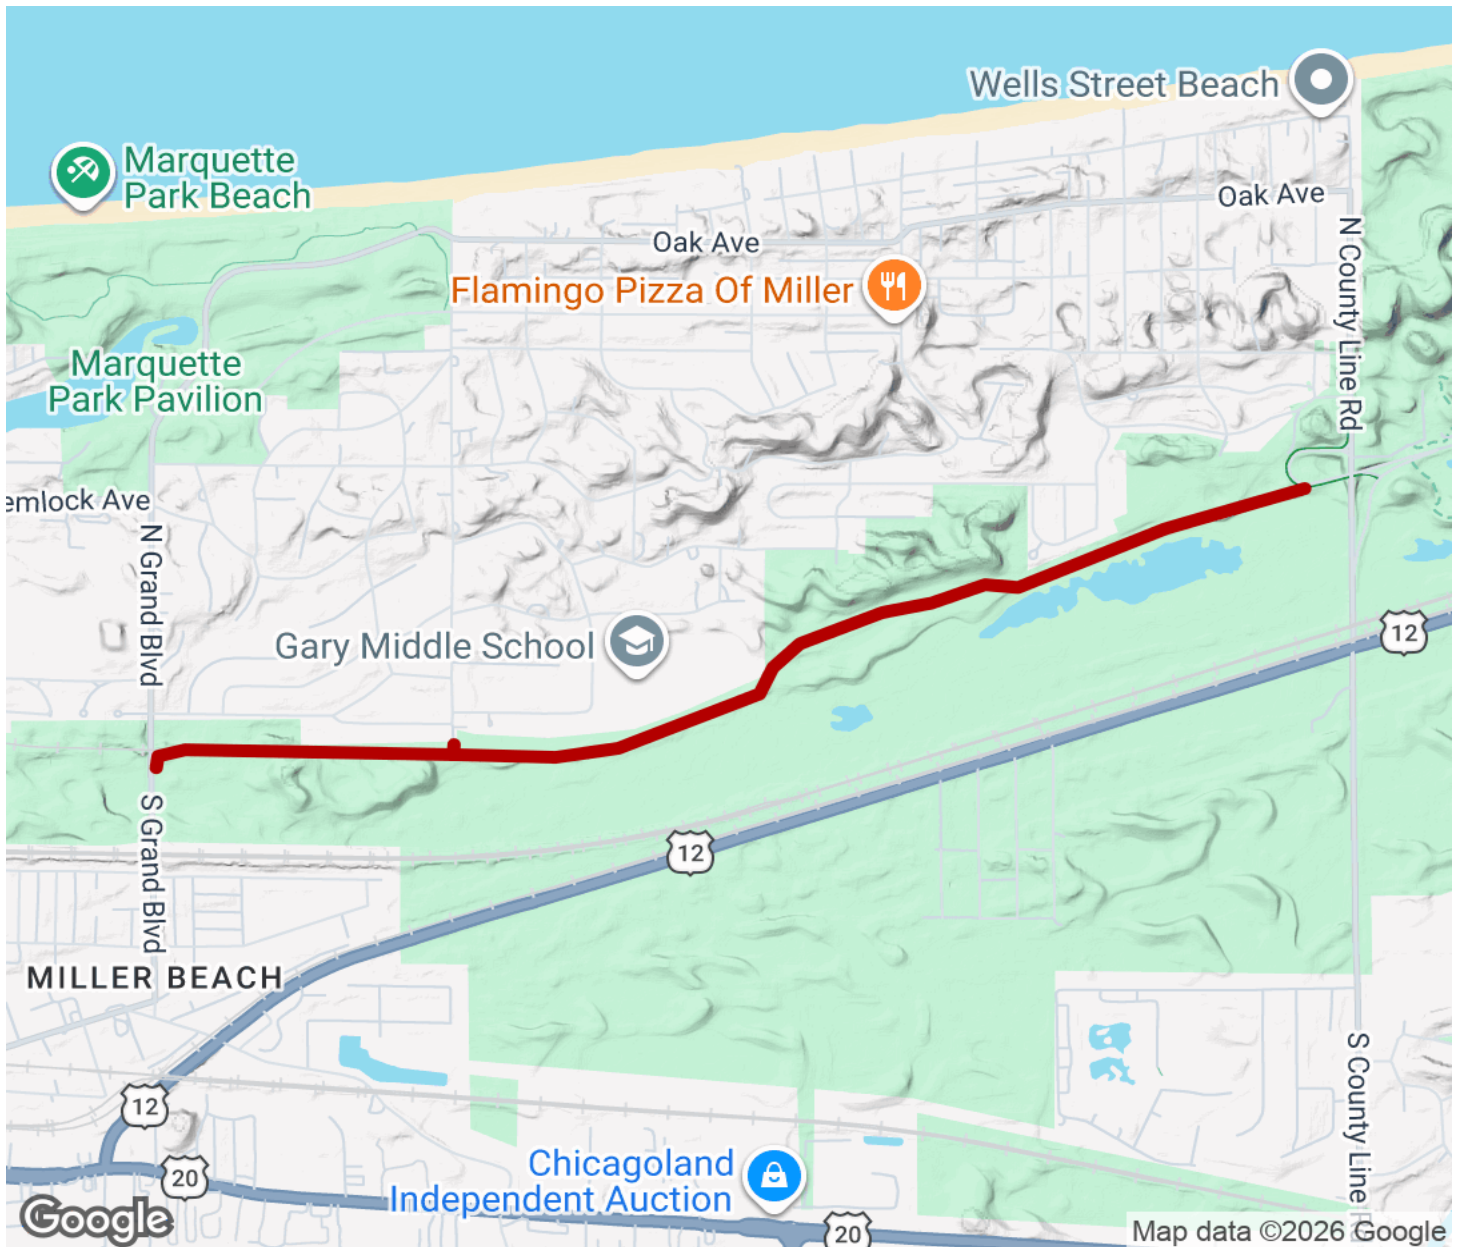 Wells Street Beach
Marquette
Park Beach
Oak Ave
Oak Ave
N County Line Rd
Flamingo Pizza Of Miller
Marquette
Park Pavilion
emlock Ave
N Grand Blvd
Gary Middle School
12
S Grand Blvd
12
MILLER BEACH
S County Line R
12
20
Chicagoland
Independent Auction
20
Google
Map data ©2026 Google